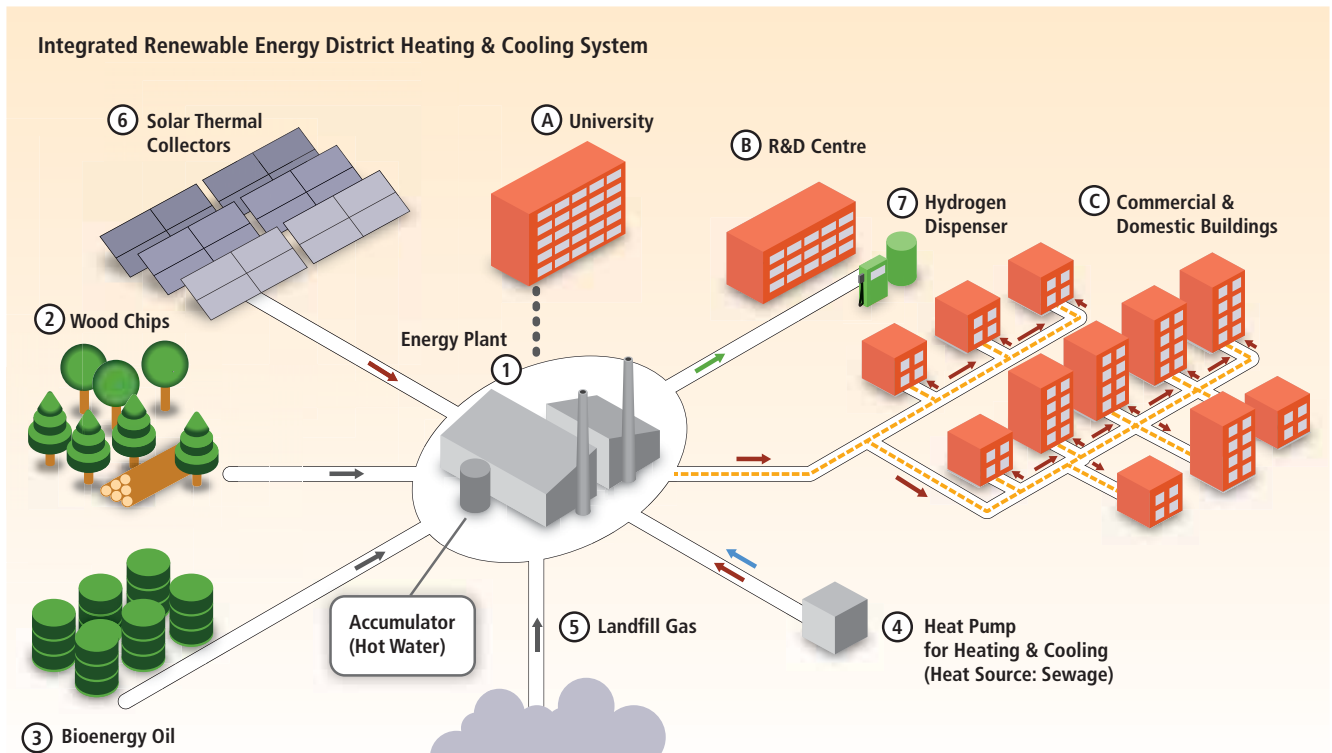 Integrated Renewable Energy District Heating & Cooling System
6 Solar Thermal
Collectors
A University
B R&D Centre
7 Hydrogen
Dispenser
C Commercial &
Domestic Buildings
2 Wood Chips
Energy Plant
1
Accumulator
(Hot Water)
5 Landfill Gas
4 Heat Pump
for Heating & Cooling
(Heat Source: Sewage)
3 Bioenergy Oil